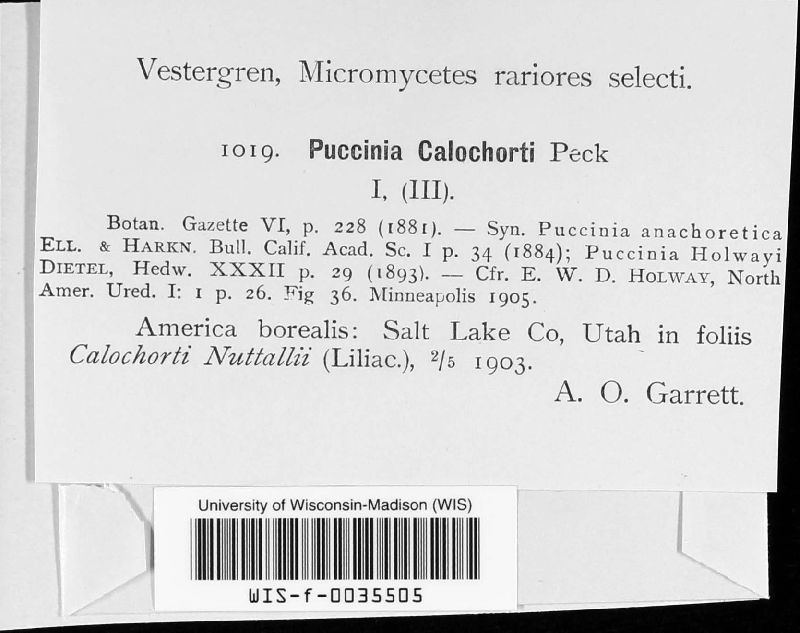 Vestergren, Micromycetes rariores selecti.
1019. Puccinia Calochorti Peck
I, (III).
Botan. Gazette VI, p. 228 (1881). — Syn. Puccinia anachoretica
ELL. & HARKN. Bull. Calif. Acad. Sc. I p. 34 (1884); Puccinia Holwayi
DIETEL, Hedw. XXXII p. 29 (1893). — Cfr. E. W. D. HOLWAY, North
Amer. Ured. I: 1 p. 26. Fig 36. Minneapolis 1905.
America borealis: Salt Lake Co, Utah in foliis
Calochorti Nuttallii (Liliac.), 2/5 1903.
A. O. Garrett.
University of Wisconsin-Madison (WIS)
WIS-f-0035505